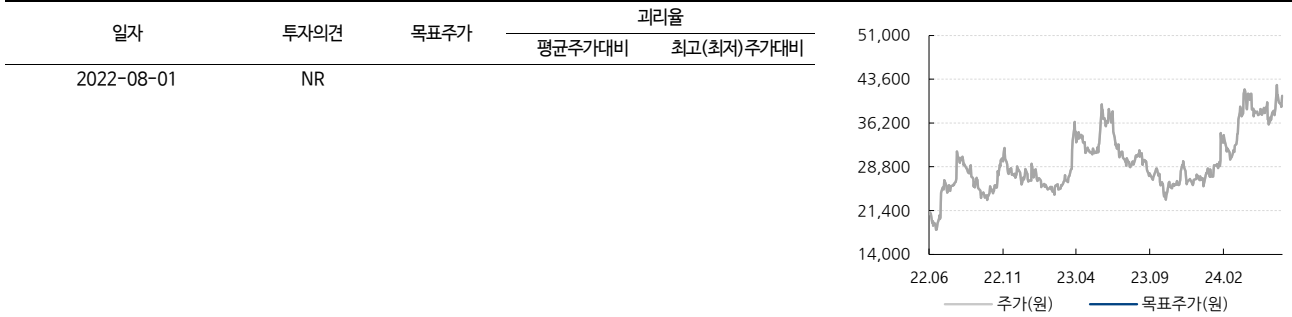 일자 투자의견 목표주가 괴리율
평균주가대비 최고(최저)주가대비
2022-08-01 NR
51,000
43,600
36,200
28,800
21,400
14,000
22.06 22.11 23.04 23.09 24.02
주가(원) 목표주가(원)